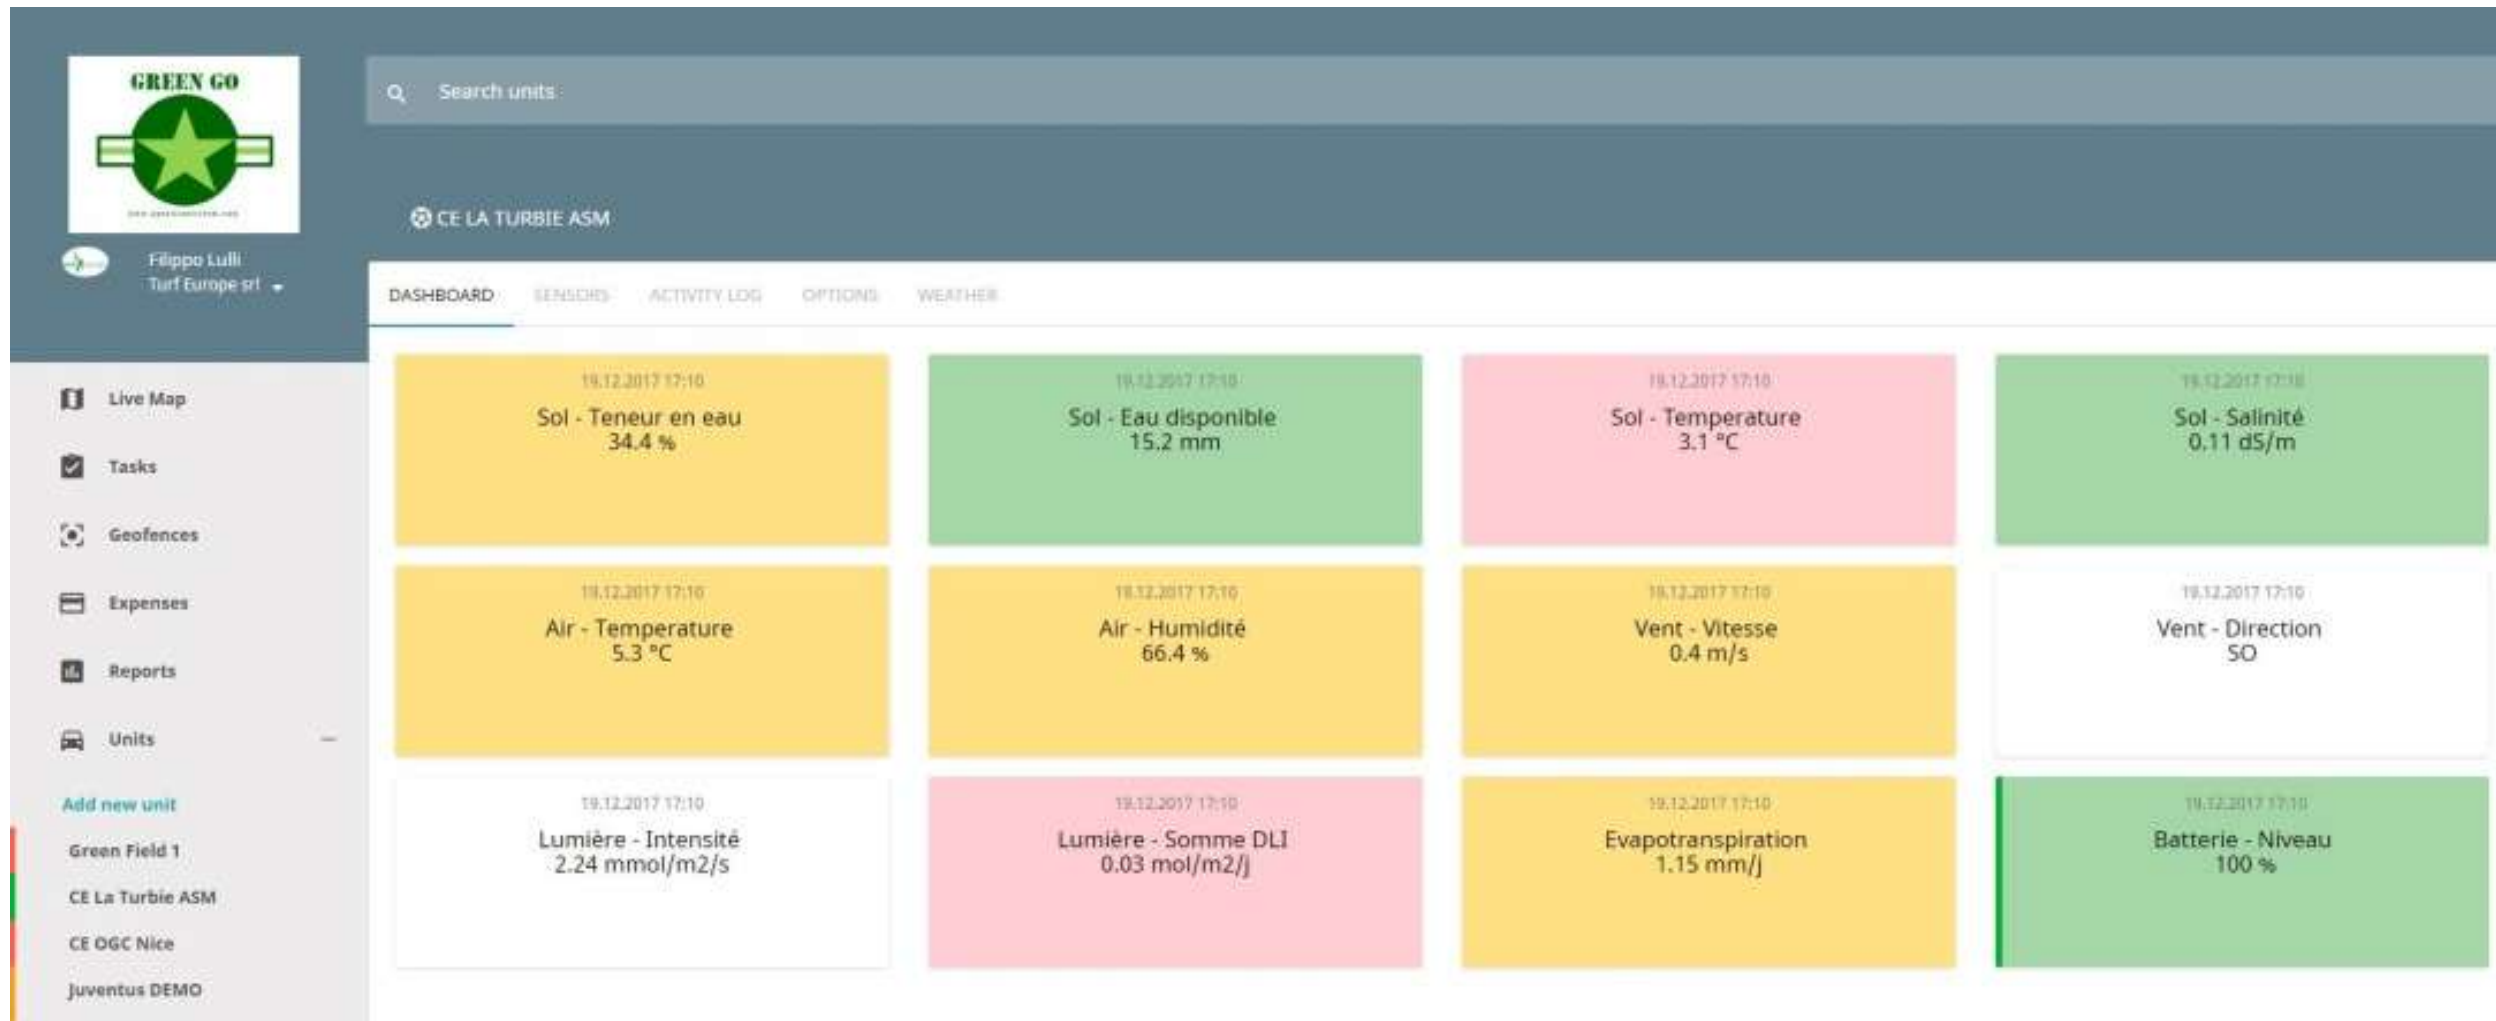 GREEN GO
Search units
CE LA TURBIE ASM
Filippo Lulli
Turf Europe srl
DASHBOARD SENSORS ACTIVITY LOG OPTIONS WEATHER
Live Map
Tasks
Geofences
Expenses
Reports
Units
Add new unit
Green Field 1
CE La Turbie ASM
CE OGC Nice
Juventus DEMO
19.12.2017 17:10
Sol - Teneur en eau
34.4 %
19.12.2017 17:10
Sol - Eau disponible
15.2 mm
19.12.2017 17:10
Sol - Temperature
3.1 °C
19.12.2017 17:10
Sol - Salinité
0.11 dS/m
19.12.2017 17:10
Air - Temperature
5.3 °C
19.12.2017 17:10
Air - Humidité
66.4 %
19.12.2017 17:10
Vent - Vitesse
0.4 m/s
19.12.2017 17:10
Vent - Direction
SO
19.12.2017 17:10
Lumière - Intensité
2.24 mmol/m2/s
19.12.2017 17:10
Lumière - Somme DLI
0.03 mol/m2/j
19.12.2017 17:10
Evapotranspiration
1.15 mm/j
19.12.2017 17:10
Batterie - Niveau
100 %